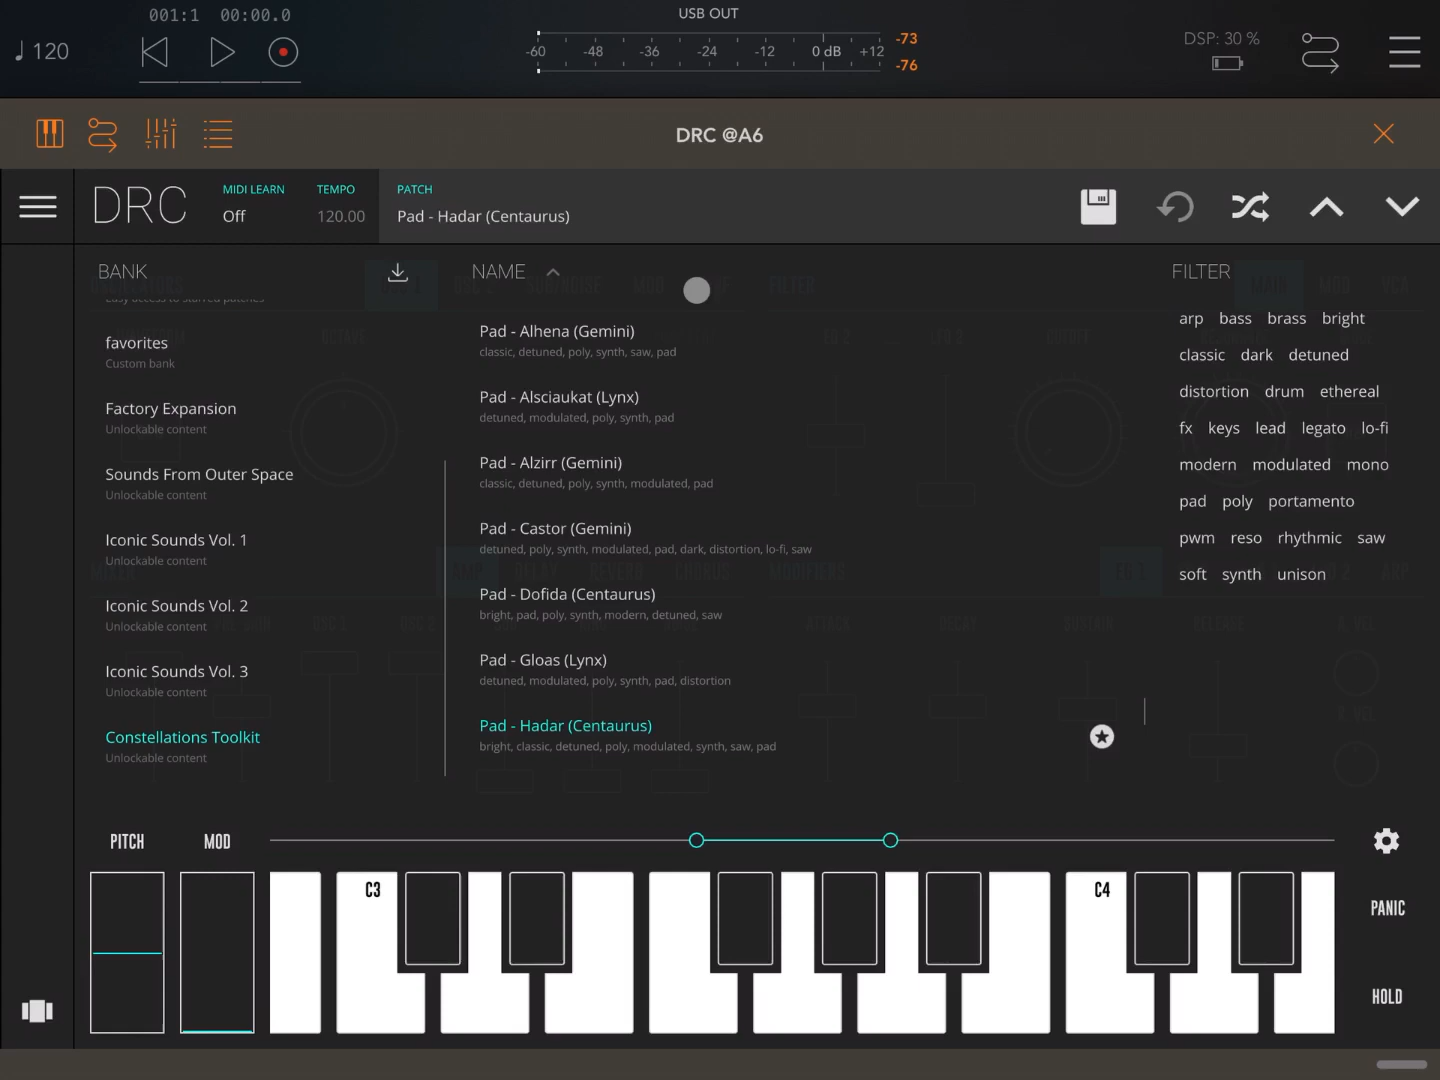 001:1 00:00.0
USB OUT
♩ 120
-60 -48 -36 -24 -12 0 dB +12
-73
-76
DSP: 30 %
DRC @A6
DRC
MIDI LEARN
Off
TEMPO
120.00
PATCH
Pad - Hadar (Centaurus)
BANK
Easy access to starred patches
favorites
Custom bank
Factory Expansion
Unlockable content
Sounds From Outer Space
Unlockable content
Iconic Sounds Vol. 1
Unlockable content
Iconic Sounds Vol. 2
Unlockable content
Iconic Sounds Vol. 3
Unlockable content
Constellations Toolkit
Unlockable content
NAME
Pad - Alhena (Gemini)
classic, detuned, poly, synth, saw, pad
Pad - Alsciaukat (Lynx)
detuned, modulated, poly, synth, pad
Pad - Alzirr (Gemini)
classic, detuned, poly, synth, modulated, pad
Pad - Castor (Gemini)
detuned, poly, synth, modulated, pad, dark, distortion, lo-fi, saw
Pad - Dofida (Centaurus)
bright, pad, poly, synth, modern, detuned, saw
Pad - Gloas (Lynx)
detuned, modulated, poly, synth, pad, distortion
Pad - Hadar (Centaurus)
bright, classic, detuned, poly, modulated, synth, saw, pad
FILTER
arp bass brass bright
classic dark detuned
distortion drum ethereal
fx keys lead legato lo-fi
modern modulated mono
pad poly portamento
pwm reso rhythmic saw
soft synth unison
PITCH
MOD
C3
C4
PANIC
HOLD